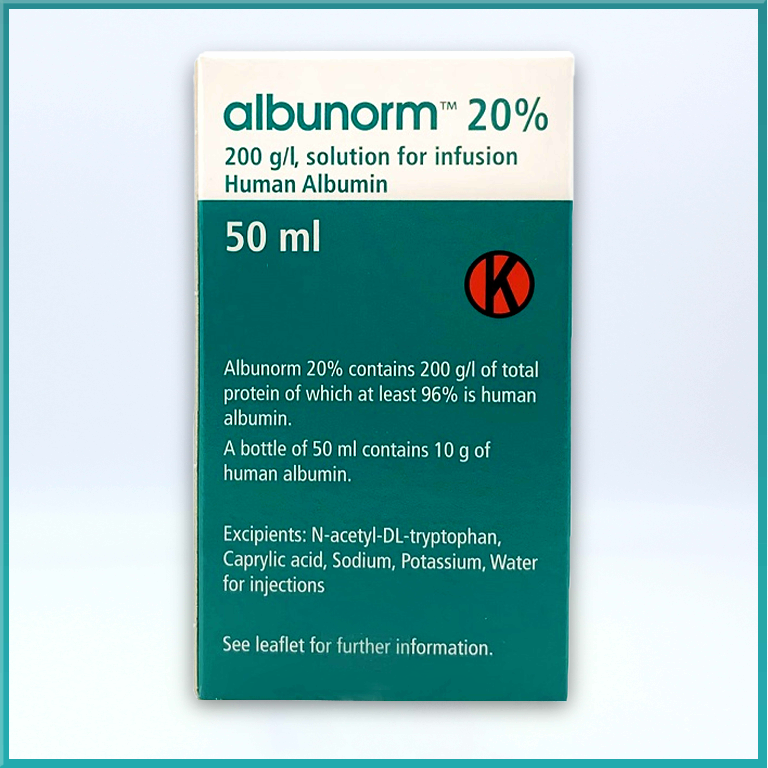 albunorm™ 20%
200 g/l, solution for infusion
Human Albumin
50 ml
K
Albunorm 20% contains 200 g/l of total
protein of which at least 96% is human
albumin.
A bottle of 50 ml contains 10 g of
human albumin.
Excipients: N-acetyl-DL-tryptophan,
Caprylic acid, Sodium, Potassium, Water
for injections
See leaflet for further information.